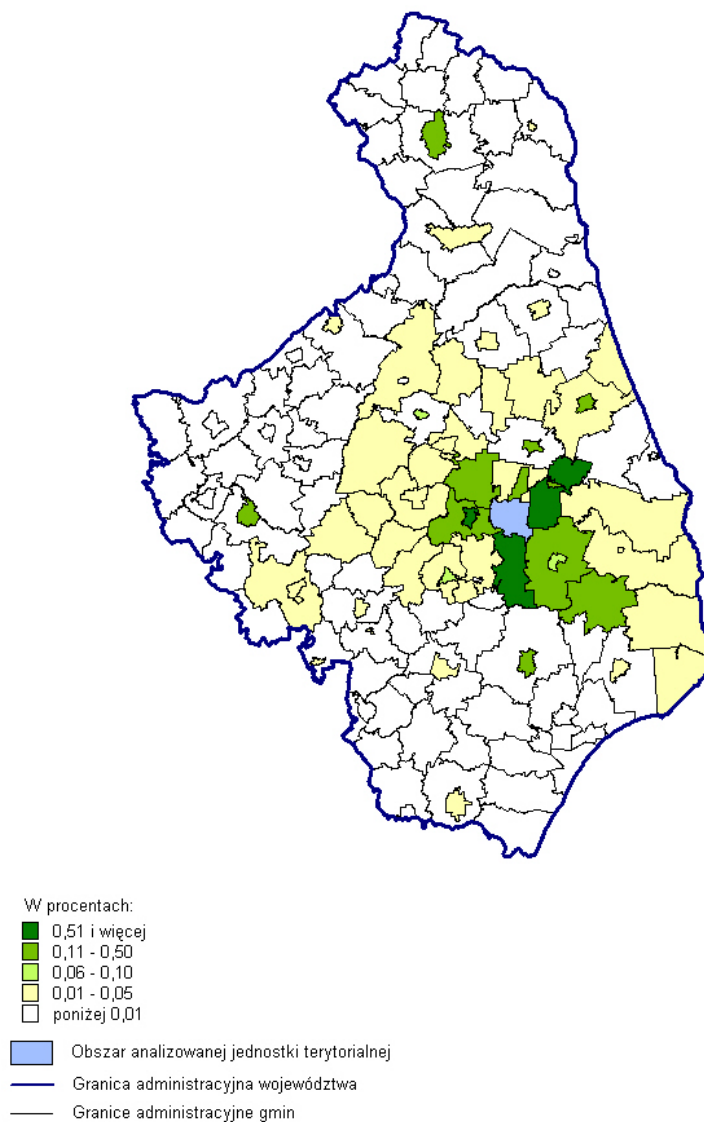 W procentach:
0,51 i więcej
0,11 - 0,50
0,06 - 0,10
0,01 - 0,05
poniżej 0,01
Obszar analizowanej jednostki terytorialnej
Granica administracyjna województwa
Granice administracyjne gmin